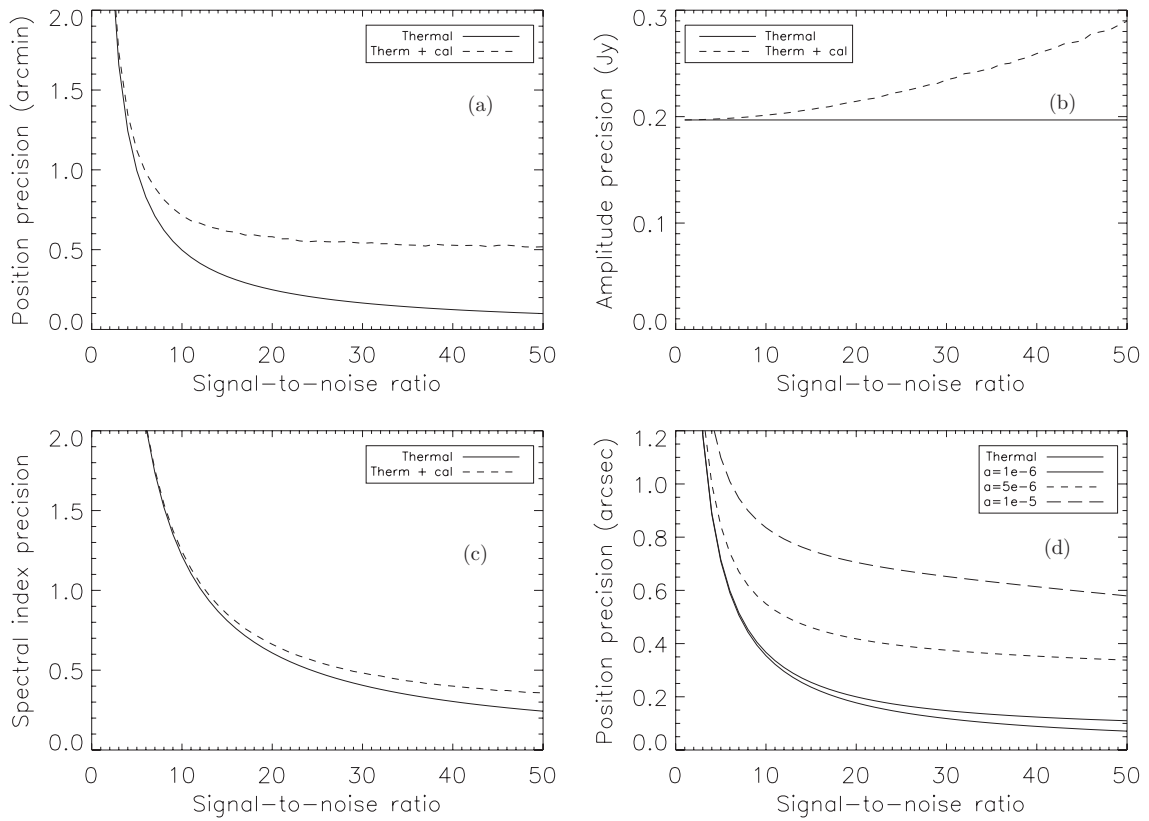 Position precision (arcmin)
2.0
1.5
1.0
0.5
0.0
Thermal
Therm + cal
(a)
0 10 20 30 40 50
Signal-to-noise ratio
Amplitude precision (Jy)
0.3
0.2
0.1
0.0
Thermal
Therm + cal
(b)
0 10 20 30 40 50
Signal-to-noise ratio
Spectral index precision
2.0
1.5
1.0
0.5
0.0
Thermal
Therm + cal
(c)
0 10 20 30 40 50
Signal-to-noise ratio
Position precision (arcsec)
1.2
1.0
0.8
0.6
0.4
0.2
0.0
Thermal
a=1e-6
a=5e-6
a=1e-5
(d)
0 10 20 30 40 50
Signal-to-noise ratio